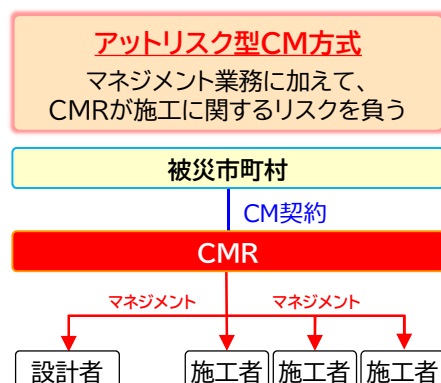 アットリスク型CM方式
マネジメント業務に加えて、
CMRが施工に関するリスクを負う
被災市町村
CM契約
CMR
マネジメント マネジメント
設計者 施工者 施工者 施工者